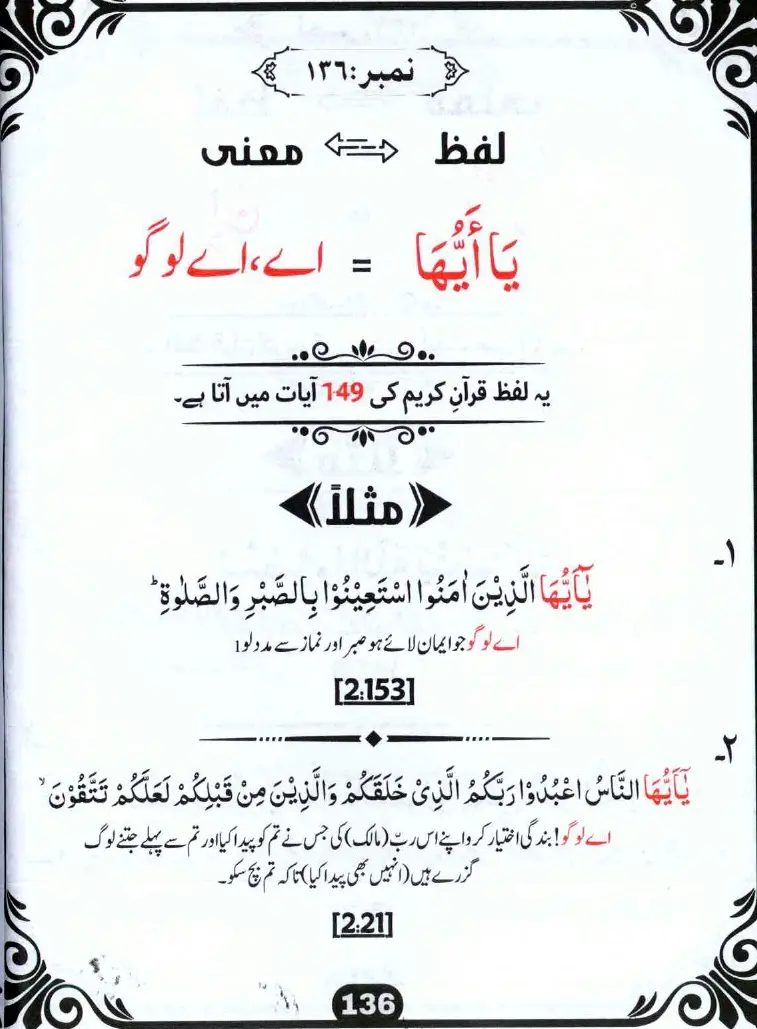 نمبر:۱۳٦
لفظ ⇐⇒ معنی
يَا أَيُّهَا = اے، اے لوگو
یہ لفظ قرآنِ کریم کی 149 آیات میں آتا ہے۔
مثلاً
۱۔
يٰۤاَيُّهَا الَّذِيْنَ اٰمَنُوا اسْتَعِيْنُوْا بِالصَّبْرِ وَالصَّلٰوةِ ؕ
اے لوگو جو ایمان لائے ہو صبر اور نماز سے مدد لو1
[2:153]
۲۔
يٰۤاَيُّهَا النَّاسُ اعْبُدُوْا رَبَّكُمُ الَّذِىْ خَلَقَكُمْ وَالَّذِيْنَ مِنْ قَبْلِكُمْ لَعَلَّكُمْ تَتَّقُوْنَ ۙ
اے لوگو! بندگی اختیار کرو اپنے اس ربّ (مالک) کی جس نے تم کو پیدا کیا اور تم سے پہلے جتنے لوگ
گزرے ہیں (انہیں بھی پیدا کیا) تاکہ تم بچ سکو۔
[2:21]
136